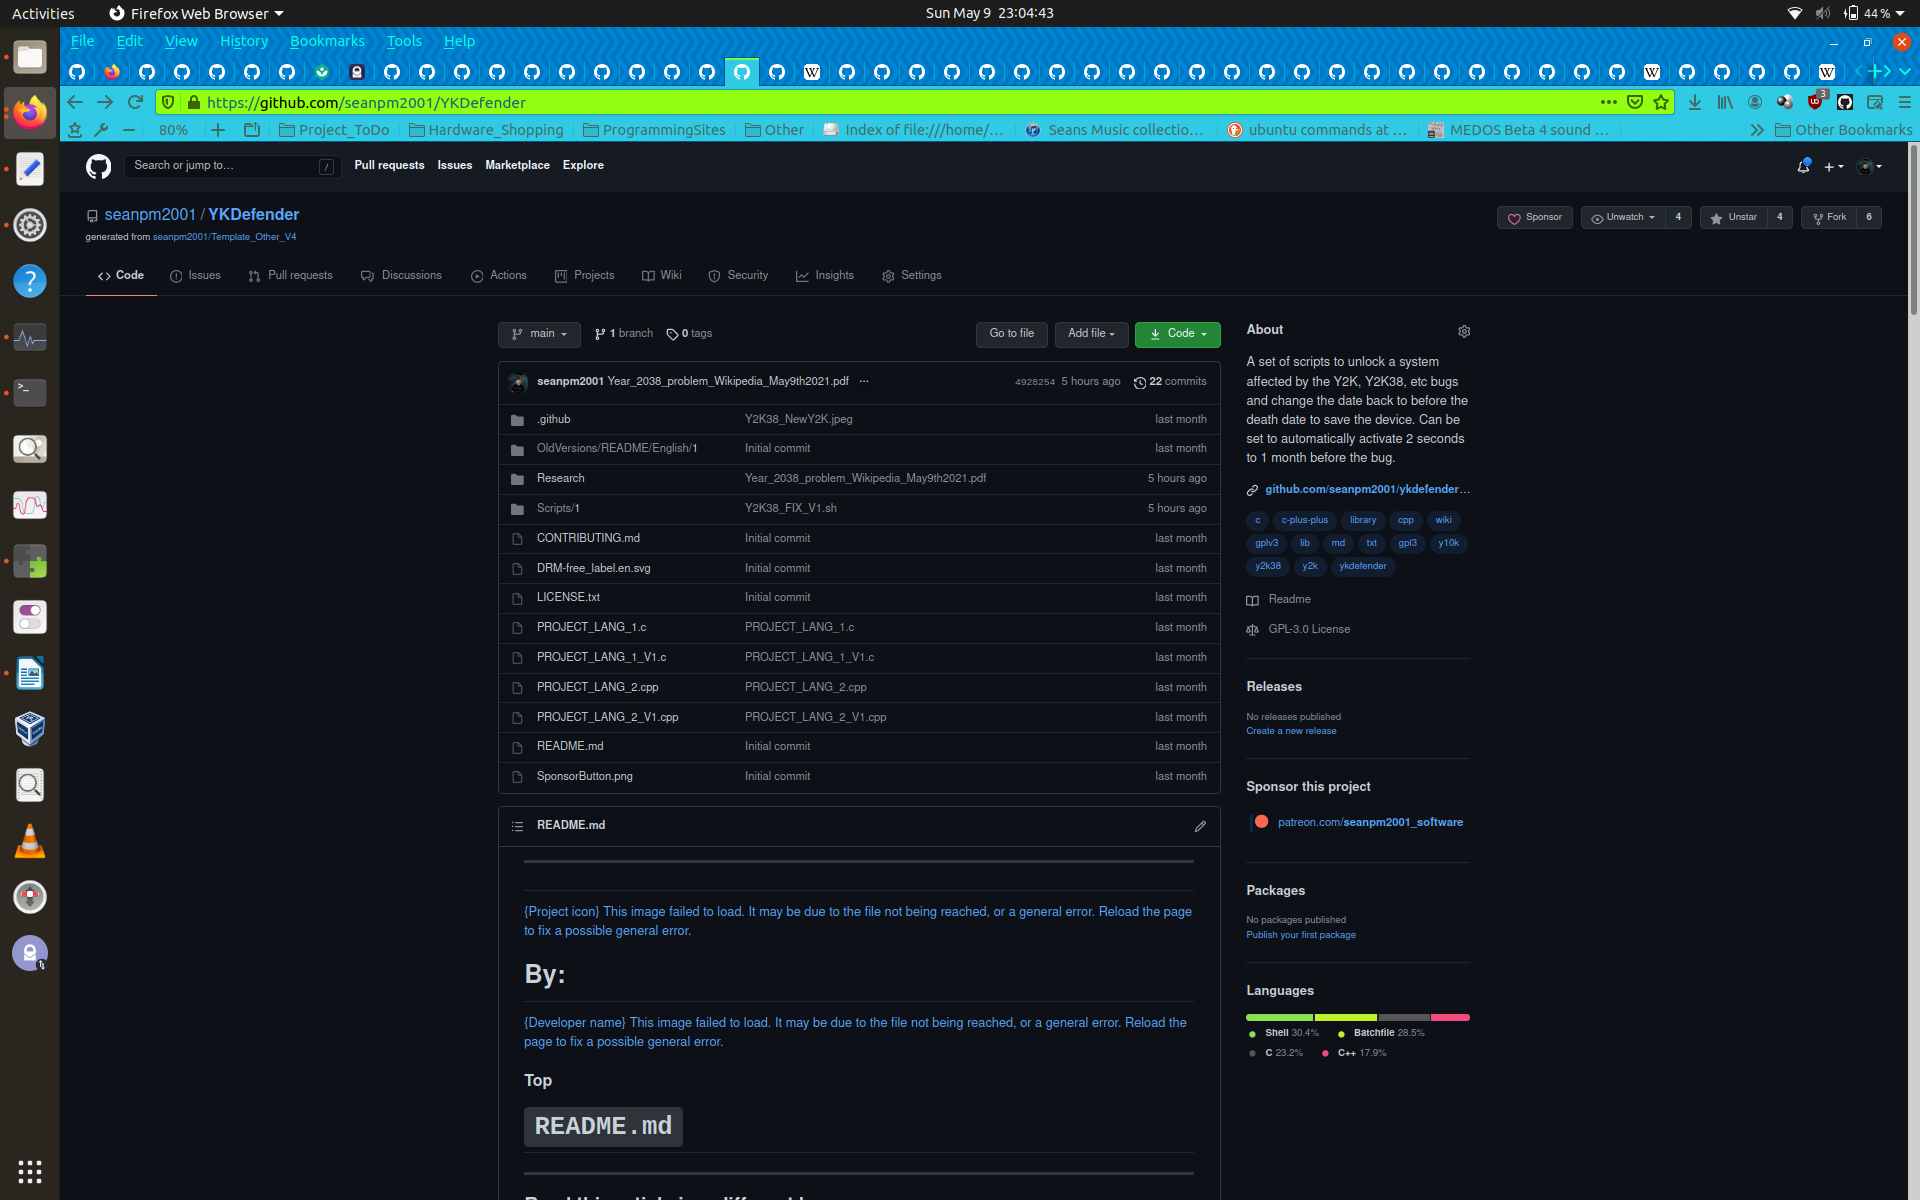 Activities
Firefox Web Browser
Sun May 9 23:04:43
44 %
File Edit View History Bookmarks Tools Help
https://github.com/seanpm2001/YKDefender
3
80%
Project_ToDo
Hardware_Shopping
ProgrammingSites
Other
Index of file:///home/...
Seans Music collectio...
ubuntu commands at ...
MEDOS Beta 4 sound ...
Other Bookmarks
Search or jump to...
/
Pull requests Issues Marketplace Explore
seanpm2001 / YKDefender
Sponsor
Unwatch 4
Unstar 4
Fork 6
generated from seanpm2001/Template_Other_V4
Code Issues Pull requests Discussions Actions Projects Wiki Security Insights Settings
main
1 branch
0 tags
Go to file
Add file
Code
seanpm2001 Year_2038_problem_Wikipedia_May9th2021.pdf ... 4928254 5 hours ago 22 commits
.github Y2K38_NewY2K.jpeg last month
OldVersions/README/English/1 Initial commit last month
Research Year_2038_problem_Wikipedia_May9th2021.pdf 5 hours ago
Scripts/1 Y2K38_FIX_V1.sh 5 hours ago
CONTRIBUTING.md Initial commit last month
DRM-free_label.en.svg Initial commit last month
LICENSE.txt Initial commit last month
PROJECT_LANG_1.c PROJECT_LANG_1.c last month
PROJECT_LANG_1_V1.c PROJECT_LANG_1_V1.c last month
PROJECT_LANG_2.cpp PROJECT_LANG_2.cpp last month
PROJECT_LANG_2_V1.cpp PROJECT_LANG_2_V1.cpp last month
README.md Initial commit last month
SponsorButton.png Initial commit last month
README.md
{Project icon} This image failed to load. It may be due to the file not being reached, or a general error. Reload the page
to fix a possible general error.
By:
{Developer name} This image failed to load. It may be due to the file not being reached, or a general error. Reload the
page to fix a possible general error.
Top
README.md
About
A set of scripts to unlock a system
affected by the Y2K, Y2K38, etc bugs
and change the date back to before the
death date to save the device. Can be
set to automatically activate 2 seconds
to 1 month before the bug.
github.com/seanpm2001/ykdefender...
c c-plus-plus library cpp wiki
gplv3 lib md txt gpl3 y10k
y2k38 y2k ykdefender
Readme
GPL-3.0 License
Releases
No releases published
Create a new release
Sponsor this project
patreon.com/seanpm2001_software
Packages
No packages published
Publish your first package
Languages
Shell 30.4% Batchfile 28.5%
C 23.2% C++ 17.9%